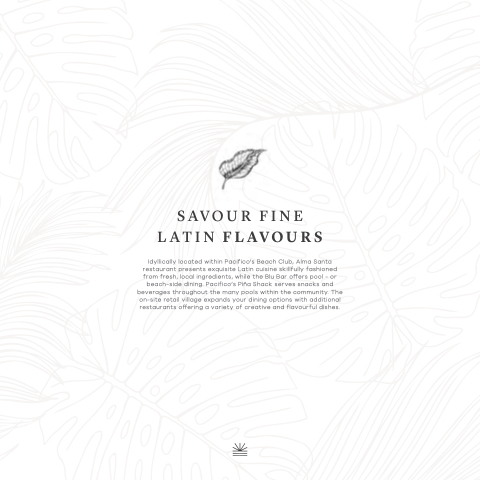 SAVOUR FINE
LATIN FLAVOURS
Idyllically located within Pacifico's Beach Club, Alma Santa
restaurant presents exquisite Latin cuisine skillfully fashioned
from fresh, local ingredients, while the Blu Bar offers pool - or
beach-side dining. Pacifico's Piña Shack serves snacks and
beverages throughout the many pools within the community. The
on-site retail village expands your dining options with additional
restaurants offering a variety of creative and flavourful dishes.